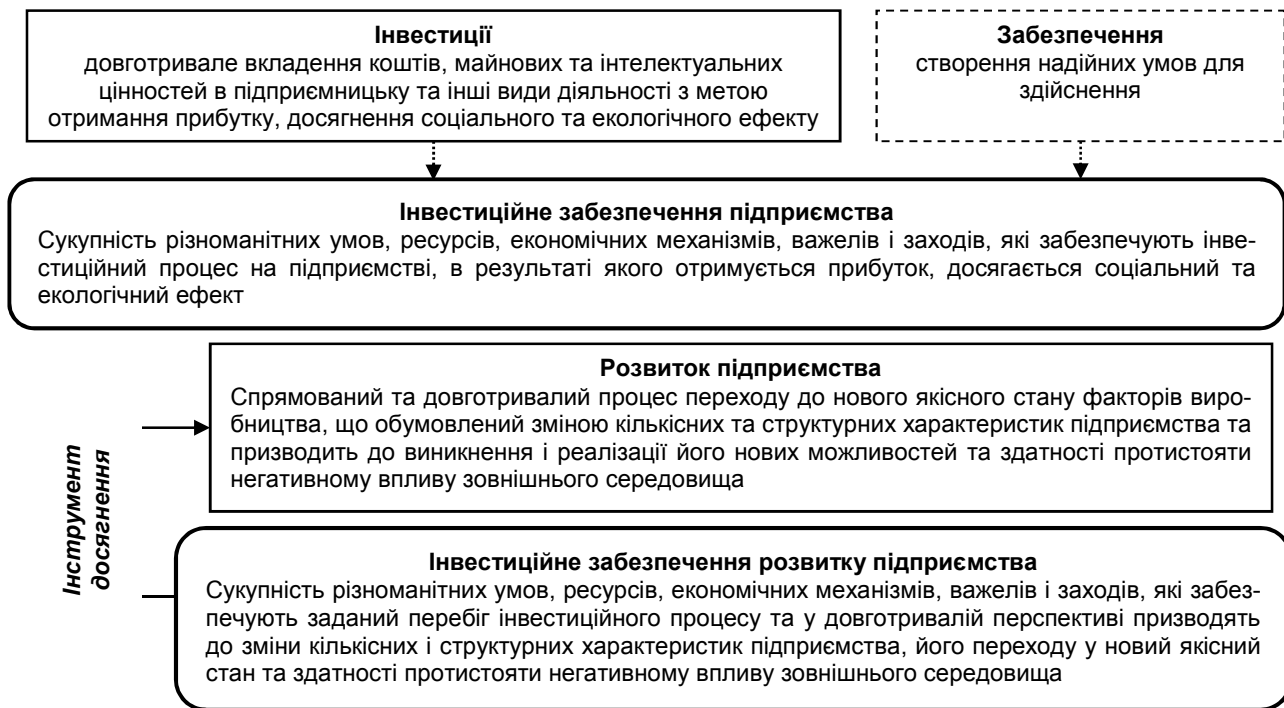 Інвестиції
довготривале вкладення коштів, майнових та інтелектуальних
цінностей в підприємницьку та інші види діяльності з метою
отримання прибутку, досягнення соціального та екологічного ефекту
Забезпечення
створення надійних умов для
здійснення
Інвестиційне забезпечення підприємства
Сукупність різноманітних умов, ресурсів, економічних механізмів, важелів і заходів, які забезпечують інве-
стиційний процес на підприємстві, в результаті якого отримується прибуток, досягається соціальний та
екологічний ефект
Інструмент
досягнення
Розвиток підприємства
Спрямований та довготривалий процес переходу до нового якісного стану факторів виро-
бництва, що обумовлений зміною кількісних та структурних характеристик підприємства та
призводить до виникнення і реалізації його нових можливостей та здатності протистояти
негативному впливу зовнішнього середовища
Інвестиційне забезпечення розвитку підприємства
Сукупність різноманітних умов, ресурсів, економічних механізмів, важелів і заходів, які забез-
печують заданий перебіг інвестиційного процесу та у довготривалій перспективі призводять
до зміни кількісних і структурних характеристик підприємства, його переходу у новий якісний
стан та здатності протистояти негативному впливу зовнішнього середовища